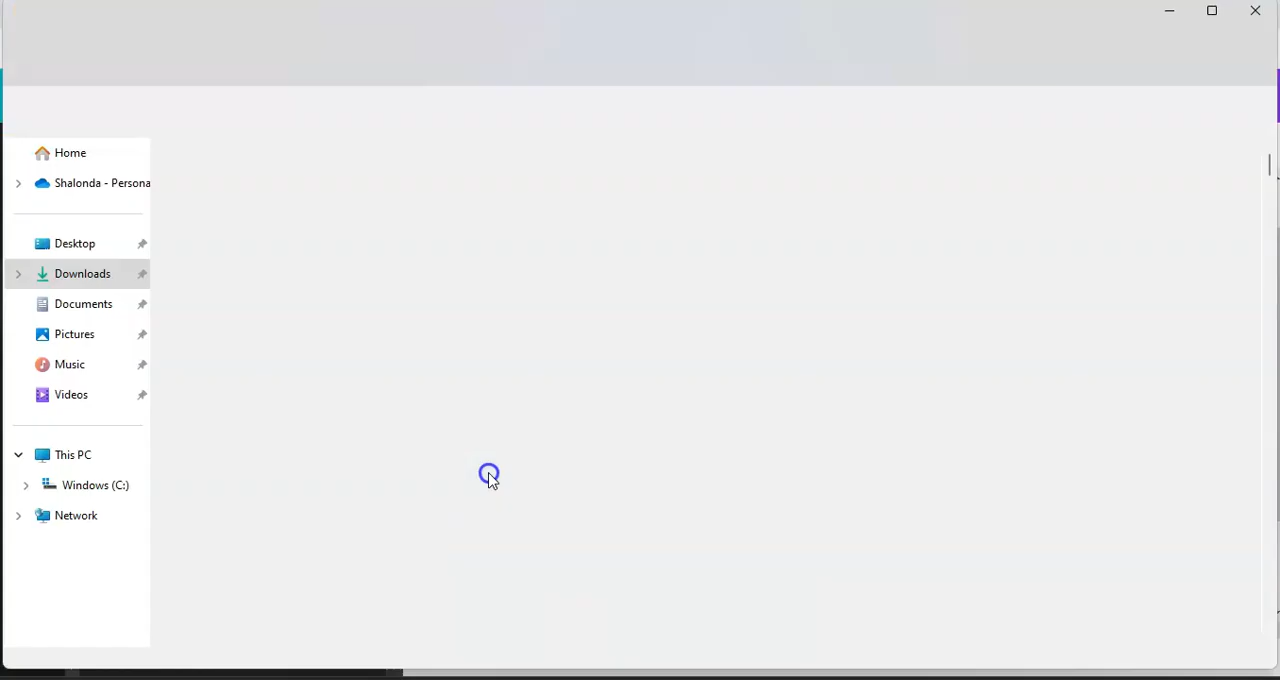 Home
Shalonda - Persona
Desktop
Downloads
Documents
Pictures
Music
Videos
This PC
Windows (C:)
Network